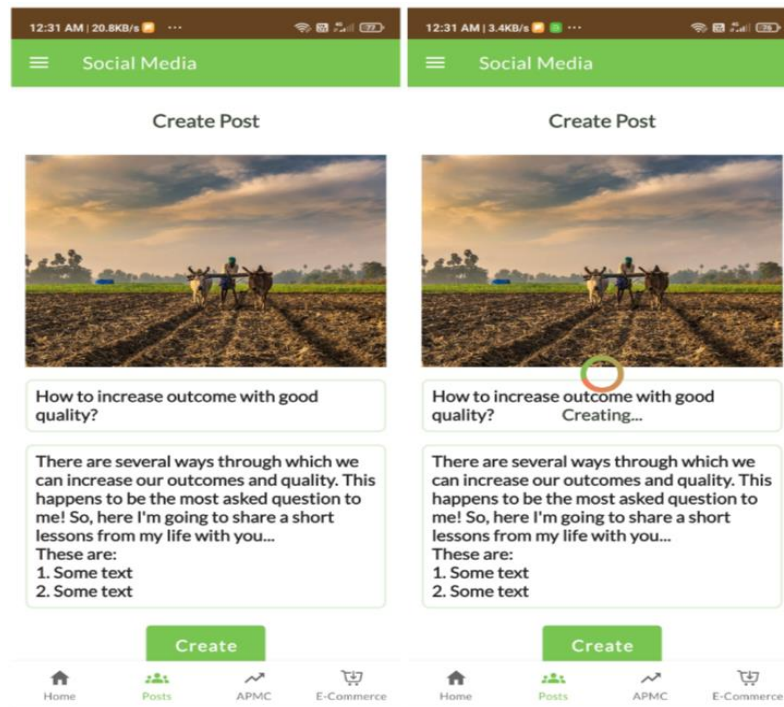 12:31 AM | 20.8KB/s
Social Media
Create Post
How to increase outcome with good
quality?
There are several ways through which we
can increase our outcomes and quality. This
happens to be the most asked question to
me! So, here I'm going to share a short
lessons from my life with you...
These are:
1. Some text
2. Some text
Create
Home
Posts
APMC
E-Commerce
12:31 AM | 3.4KB/s
Social Media
Create Post
How to increase outcome with good
quality?
Creating...
There are several ways through which we
can increase our outcomes and quality. This
happens to be the most asked question to
me! So, here I'm going to share a short
lessons from my life with you...
These are:
1. Some text
2. Some text
Create
Home
Posts
APMC
E-Commerce